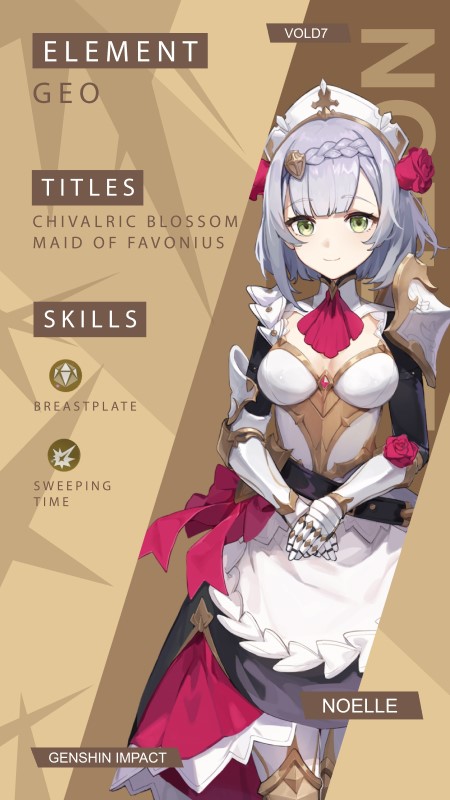 ELEMENT
GEO
VOLD7
TITLES
CHIVALRIC BLOSSOM
MAID OF FAVONIUS
SKILLS
BREASTPLATE
SWEEPING
TIME
NOELLE
GENSHIN IMPACT